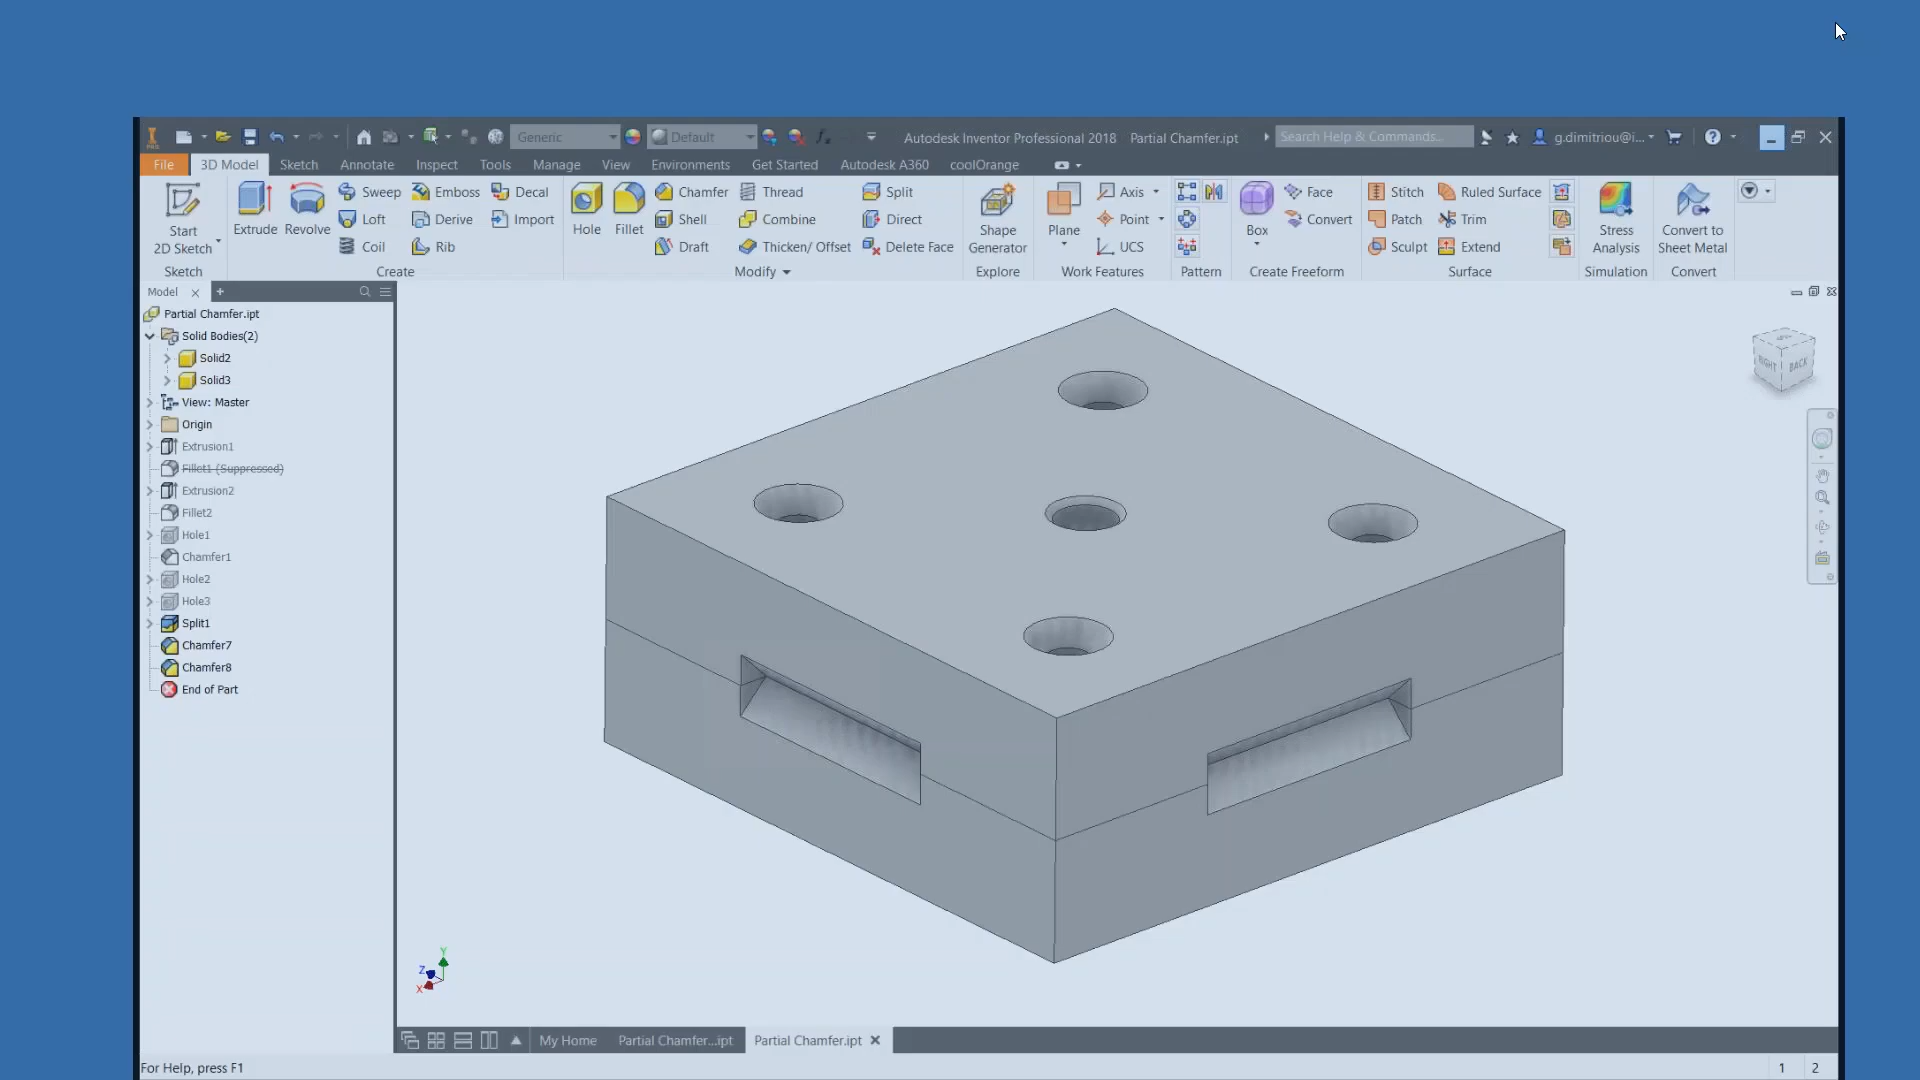 Generic
Default
Autodesk Inventor Professional 2018 Partial Chamfer.ipt
Search Help & Commands...
g.dimitriou@i...
File 3D Model Sketch Annotate Inspect Tools Manage View Environments Get Started Autodesk A360 coolOrange
Start
2D Sketch
Extrude
Revolve
Sweep
Loft
Coil
Emboss
Derive
Rib
Decal
Import
Hole
Fillet
Chamfer
Shell
Draft
Thread
Combine
Thicken/ Offset
Split
Direct
Delete Face
Shape
Generator
Plane
Axis
Point
UCS
Box
Face
Convert
Stitch
Patch
Sculpt
Ruled Surface
Trim
Extend
Stress
Analysis
Convert to
Sheet Metal
Sketch Create Modify Explore Work Features Pattern Create Freeform Surface Simulation Convert
Model
Partial Chamfer.ipt
Solid Bodies(2)
Solid2
Solid3
View: Master
Origin
Extrusion1
Fillet1 (Suppressed)
Extrusion2
Fillet2
Hole1
Chamfer1
Hole2
Hole3
Split1
Chamfer7
Chamfer8
End of Part
RIGHT BACK
Y
Z
X
My Home Partial Chamfer...ipt Partial Chamfer.ipt
For Help, press F1 1 2